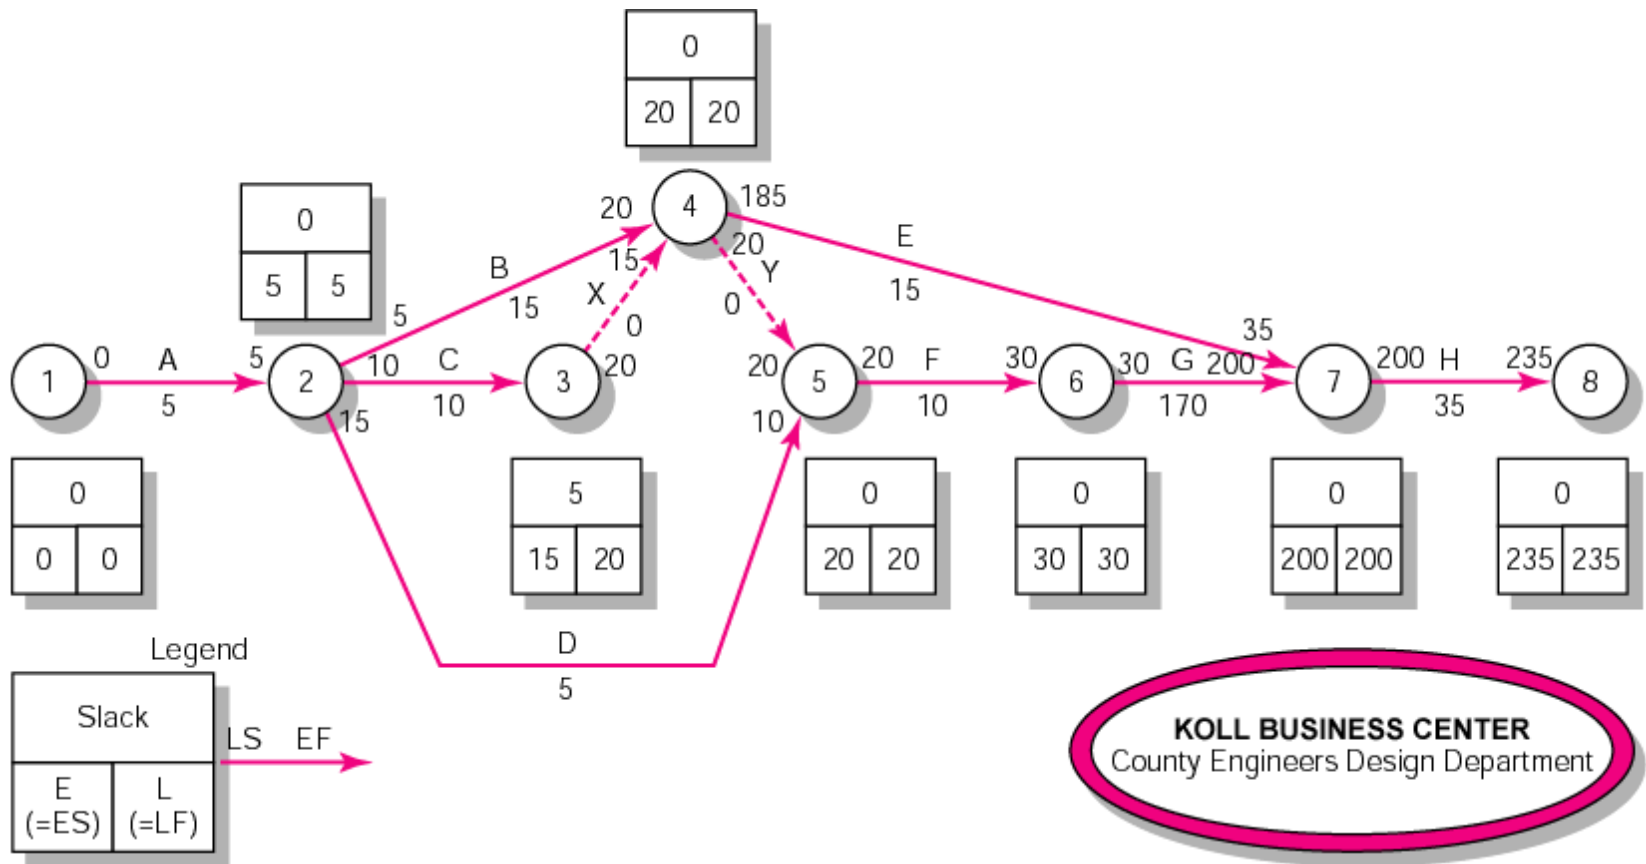 0
20 20
0
5 5
20 4 185
15 20
B 15 5
X 0
Y 0
E
15
35
1 0 A 5
5
2
10 C
10
15
3 20
20 5 20 F 30
10
10
6 30 G 200
170
7 200 H 235
35
8
0
0 0
5
15 20
0
20 20
0
30 30
0
200 200
0
235 235
D
5
Legend
Slack
E
(=ES)
L
(=LF)
LS EF
KOLL BUSINESS CENTER
County Engineers Design Department